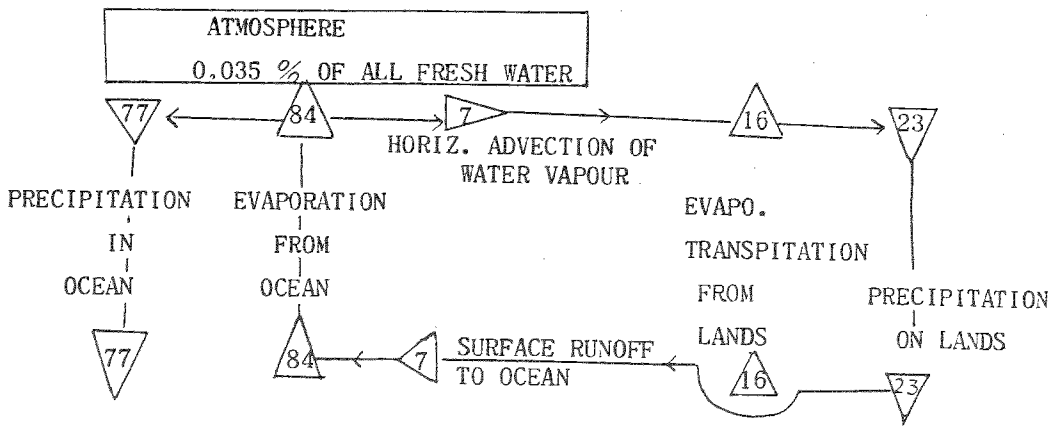 ATMOSPHERE
0.035 % OF ALL FRESH WATER
77
84
7
16
23
HORIZ. ADVECTION OF
WATER VAPOUR
PRECIPITATION
IN
OCEAN
EVAPORATION
FROM
OCEAN
EVAPO.
TRANSPITATION
FROM
LANDS
PRECIPITATION
ON LANDS
77
84
7
SURFACE RUNOFF
TO OCEAN
16
23